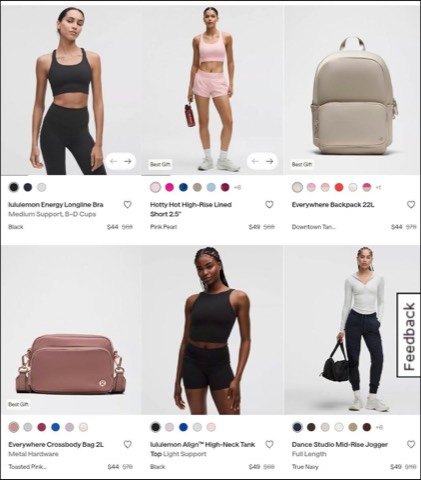 Best Gift
Best Gift
+6
+1
lululemon Energy Longline Bra
Medium Support, B–D Cups
Black
$44 $68
Hotty Hot High-Rise Lined
Short 2.5"
Pink Pearl
$49 $68
Everywhere Backpack 22L
Downtown Tan...
$44 $78
Feedback
Best Gift
+6
Everywhere Crossbody Bag 2L
Metal Hardware
Toasted Pink...
$44 $78
lululemon Align™ High-Neck Tank
Top Light Support
Black
$49
Dance Studio Mid-Rise Jogger
Full Length
True Navy
$49